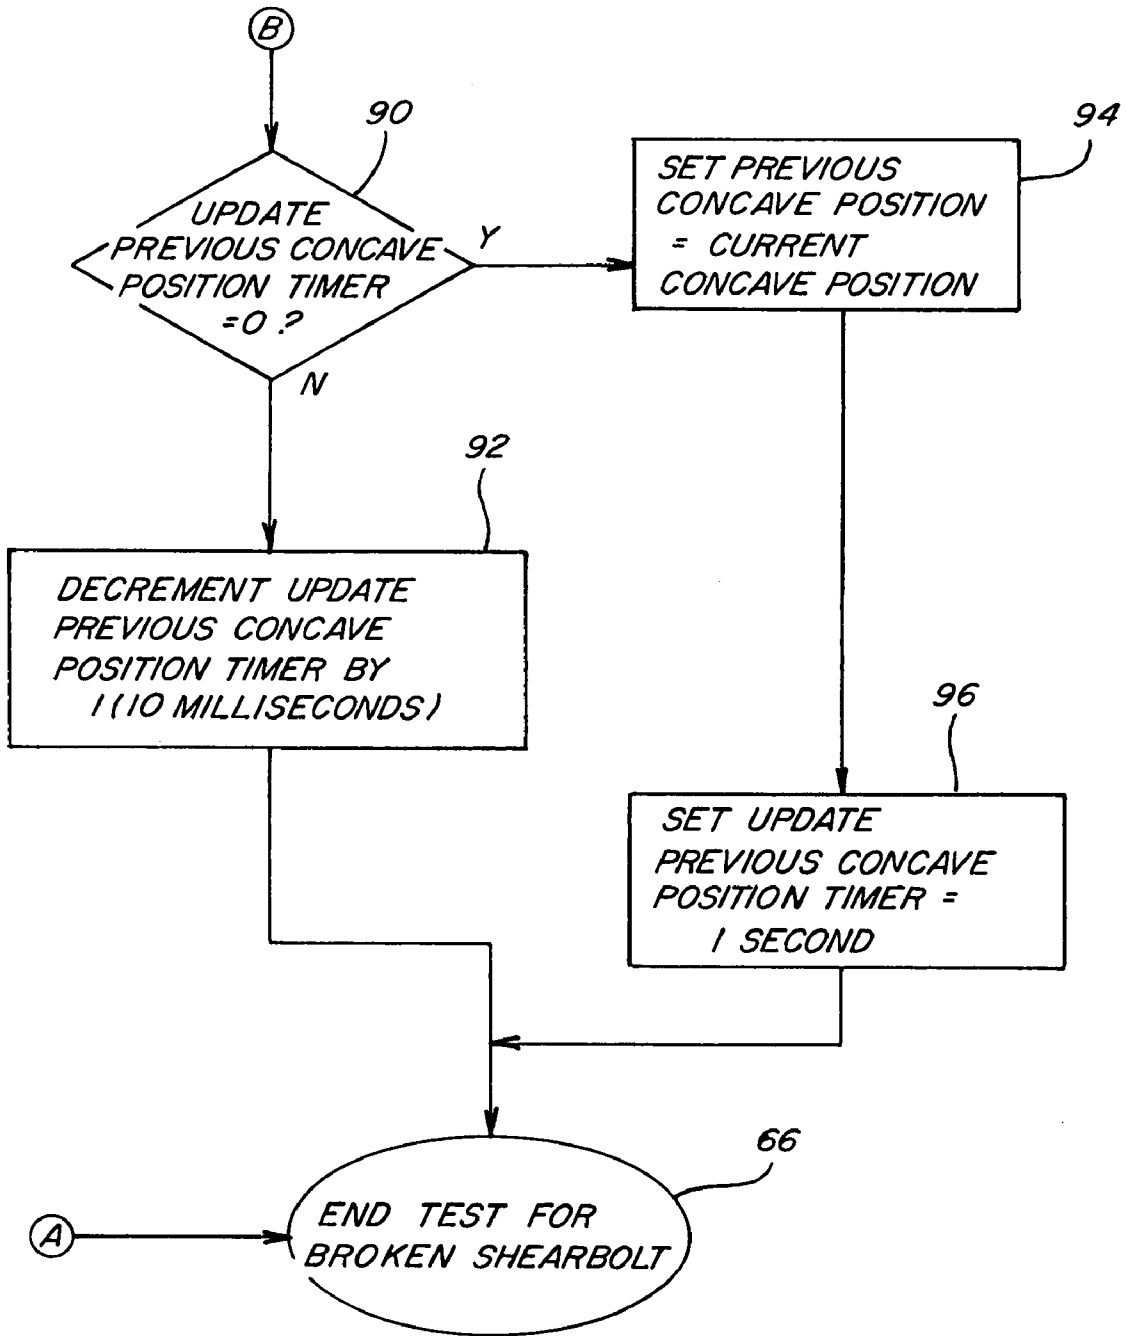 B
90
UPDATE
PREVIOUS CONCAVE
POSITION TIMER
=0 ?
Y
N
94
SET PREVIOUS
CONCAVE POSITION
= CURRENT
CONCAVE POSITION
92
DECREMENT UPDATE
PREVIOUS CONCAVE
POSITION TIMER BY
1 (10 MILLISECONDS)
96
SET UPDATE
PREVIOUS CONCAVE
POSITION TIMER =
1 SECOND
66
END TEST FOR
BROKEN SHEARBOLT
A